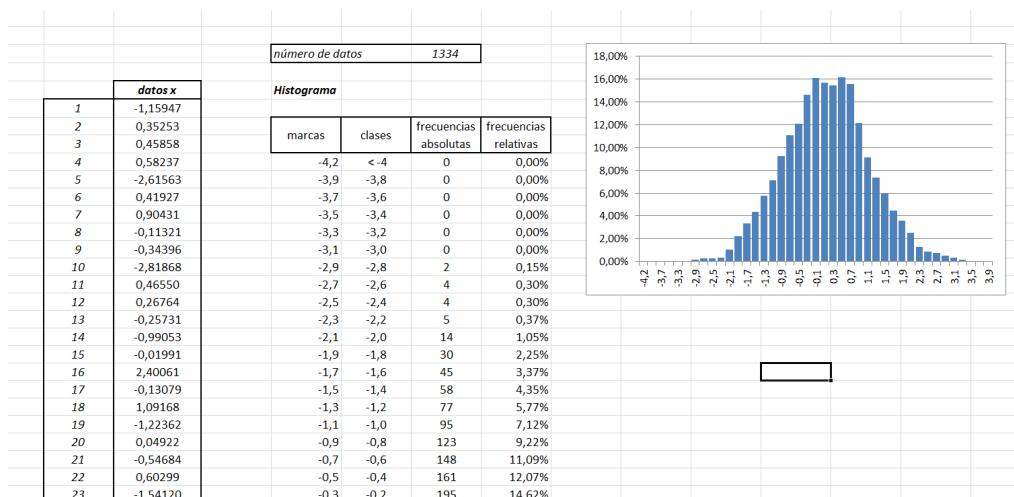 número de datos 1334
datos x
Histograma
marcas clases frecuencias absolutas frecuencias relativas
1 -1,15947
2 0,35253
3 0,45858
4 0,58237 -4,2 < -4 0 0,00%
5 -2,61563 -3,9 -3,8 0 0,00%
6 0,41927 -3,7 -3,6 0 0,00%
7 0,90431 -3,5 -3,4 0 0,00%
8 -0,11321 -3,3 -3,2 0 0,00%
9 -0,34396 -3,1 -3,0 0 0,00%
10 -2,81868 -2,9 -2,8 2 0,15%
11 0,46550 -2,7 -2,6 4 0,30%
12 0,26764 -2,5 -2,4 4 0,30%
13 -0,25731 -2,3 -2,2 5 0,37%
14 -0,99053 -2,1 -2,0 14 1,05%
15 -0,01991 -1,9 -1,8 30 2,25%
16 2,40061 -1,7 -1,6 45 3,37%
17 -0,13079 -1,5 -1,4 58 4,35%
18 1,09168 -1,3 -1,2 77 5,77%
19 -1,22362 -1,1 -1,0 95 7,12%
20 0,04922 -0,9 -0,8 123 9,22%
21 -0,54684 -0,7 -0,6 148 11,09%
22 0,60299 -0,5 -0,4 161 12,07%
23 -1,54120 -0,3 -0,2 195 14,62%
18,00%
16,00%
14,00%
12,00%
10,00%
8,00%
6,00%
4,00%
2,00%
0,00%
-4,2 -3,7 -3,3 -2,9 -2,5 -2,1 -1,7 -1,3 -0,9 -0,5 -0,1 0,3 0,7 1,1 1,5 1,9 2,3 2,7 3,1 3,5 3,9